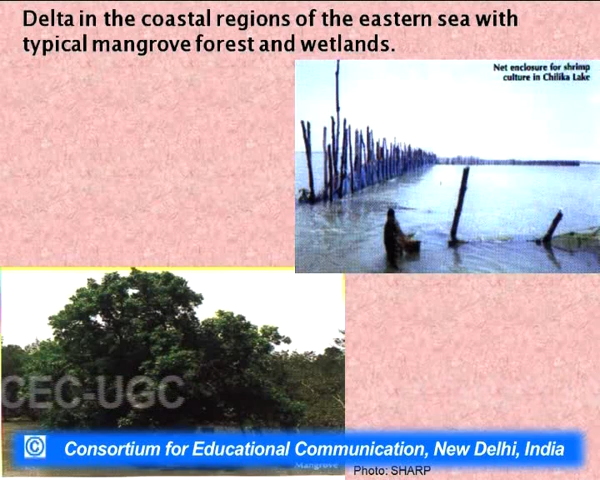 Delta in the coastal regions of the eastern sea with
typical mangrove forest and wetlands.
Net enclosure for shrimp
culture in Chilika Lake
CEC-UGC
© Consortium for Educational Communication, New Delhi, India
Mangrove
Photo: SHARP